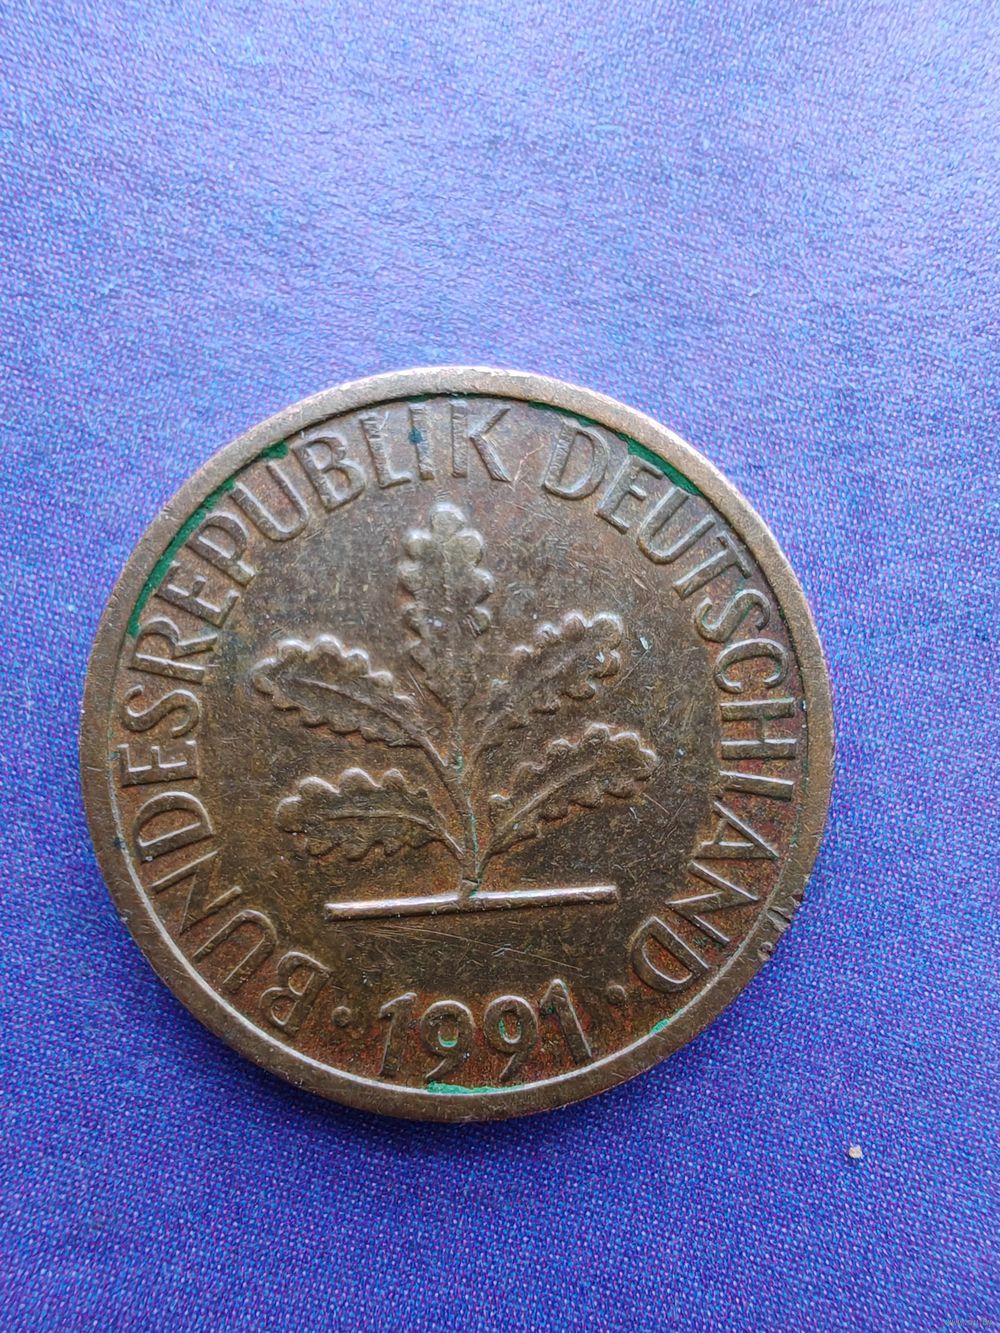 · BUNDESREPUBLIK DEUTSCHLAND ·
1991